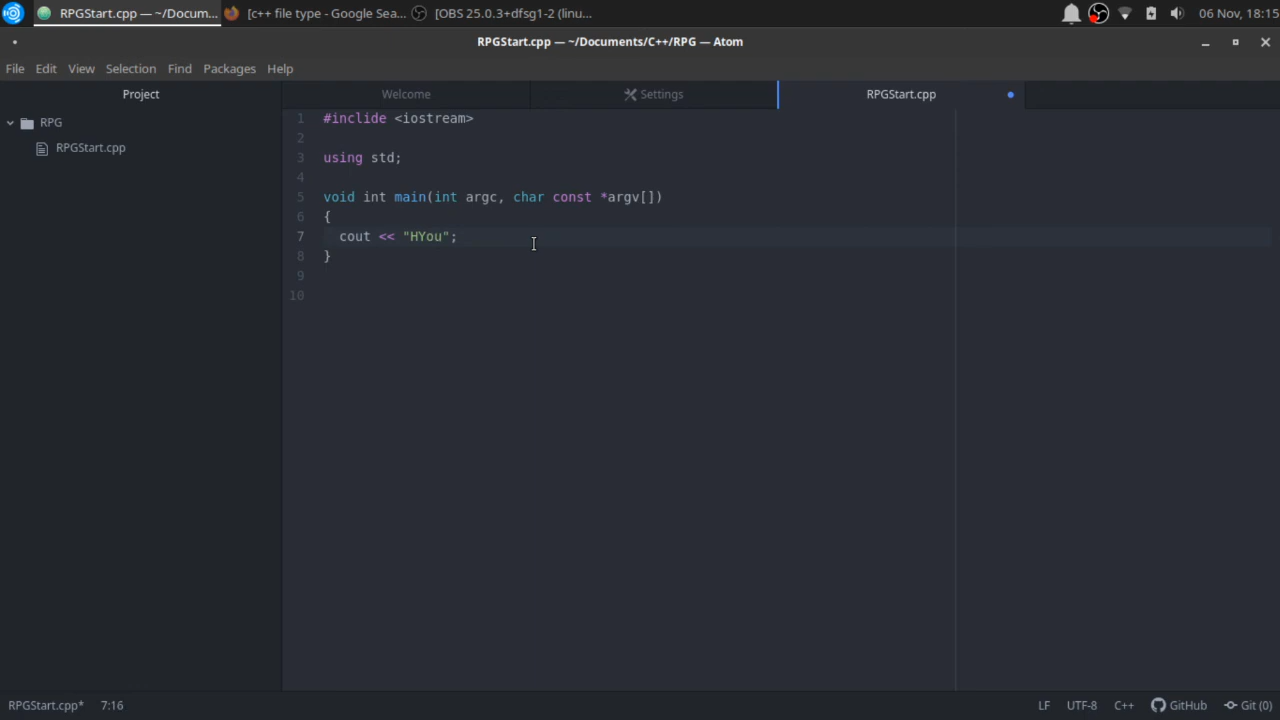 RPGStart.cpp — ~/Docum... [c++ file type - Google Sea... [OBS 25.0.3+dfsg1-2 (linu... 06 Nov, 18:15
RPGStart.cpp — ~/Documents/C++/RPG — Atom
File Edit View Selection Find Packages Help
Project Welcome Settings RPGStart.cpp
RPG
RPGStart.cpp
1 #inclide <iostream>
2
3 using std;
4
5 void int main(int argc, char const *argv[])
6 {
7 cout << "HYou";
8 }
9
10
RPGStart.cpp* 7:16 LF UTF-8 C++ GitHub Git (0)